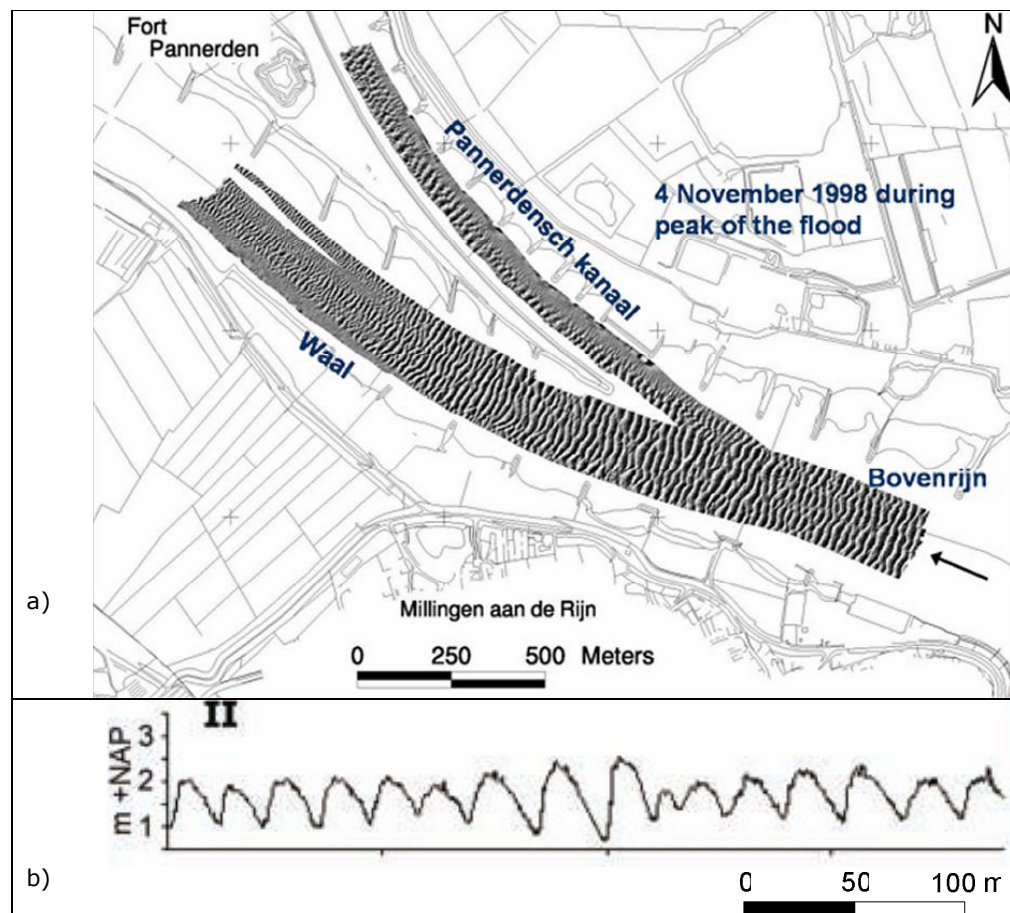 Fort
Pannerden
N
Pannerdensch kanaal
4 November 1998 during
peak of the flood
Waal
Bovenrijn
a)
Millingen aan de Rijn
0 250 500 Meters
II
m +NAP
3
2
1
b)
0 50 100 m